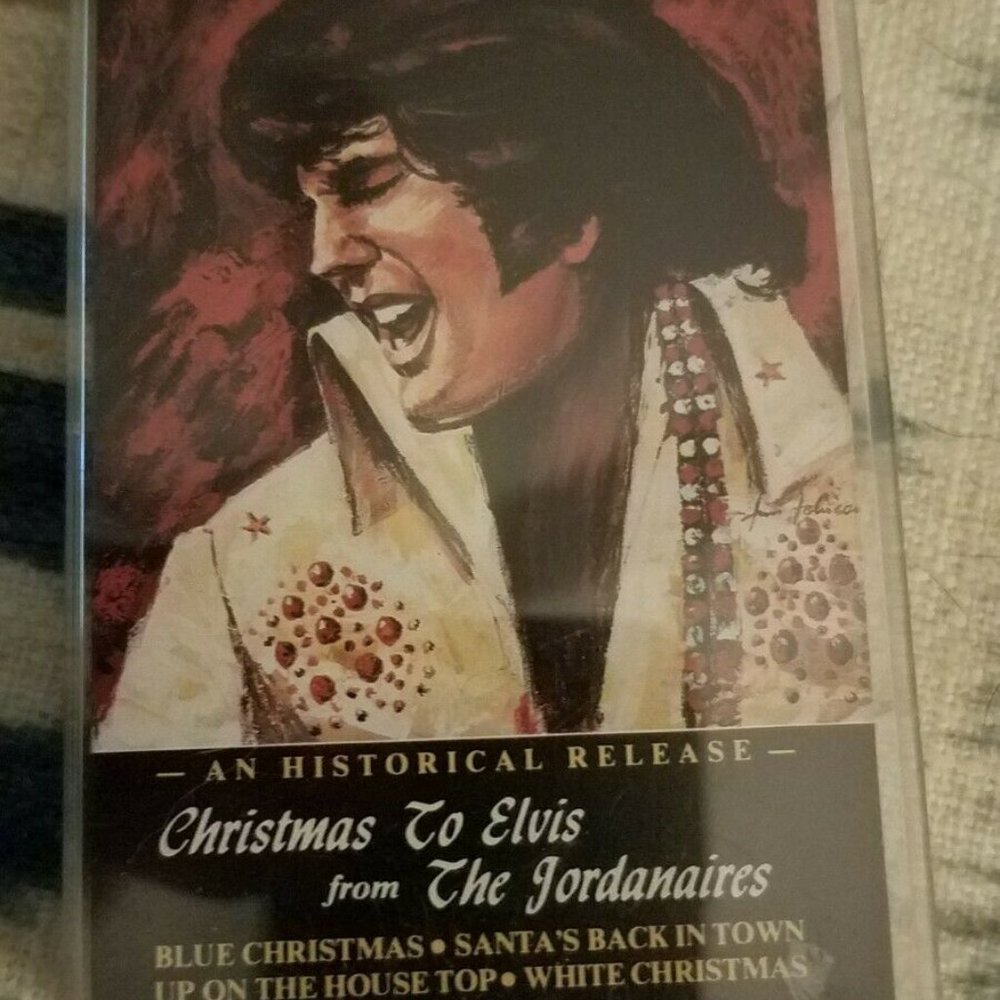 — AN HISTORICAL RELEASE —
Christmas To Elvis
from The Jordanaires
BLUE CHRISTMAS • SANTA'S BACK IN TOWN
UP ON THE HOUSE TOP • WHITE CHRISTMAS